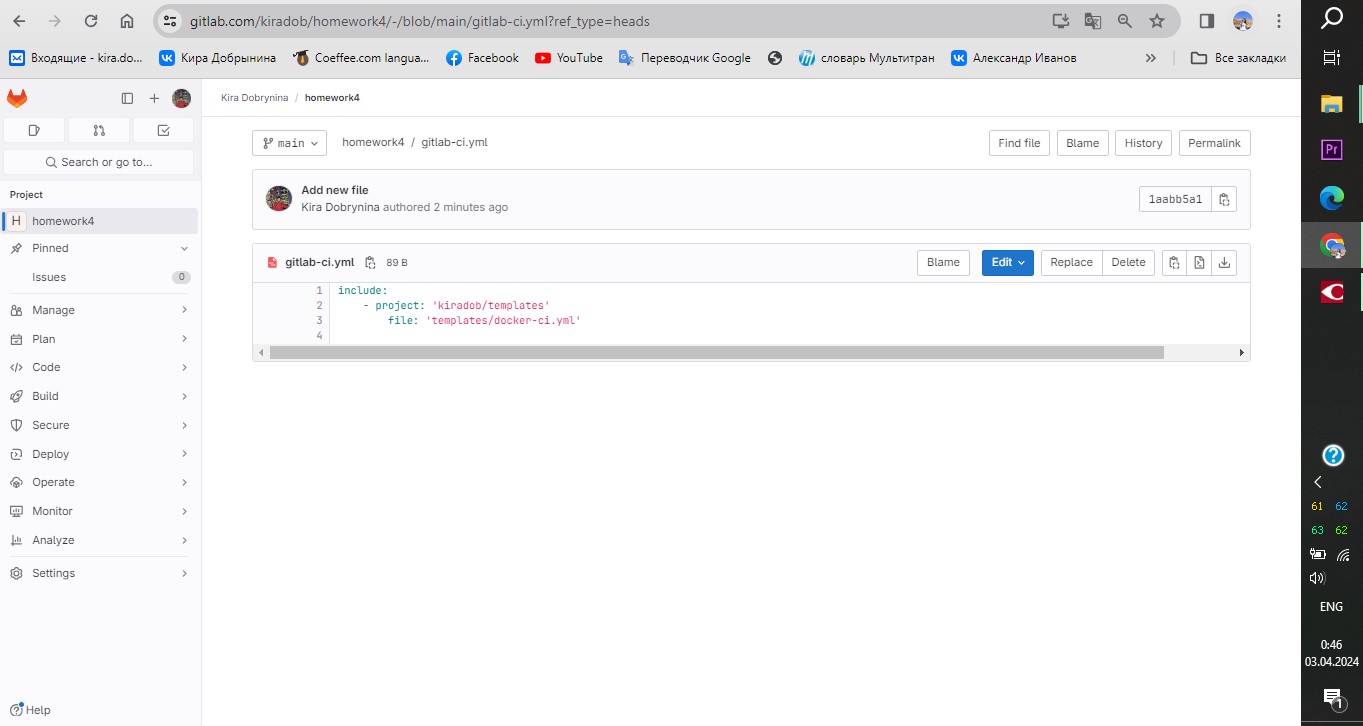 gitlab.com/kiradob/homework4/-/blob/main/gitlab-ci.yml?ref_type=heads
Входящие - kira.do... Кира Добрынина Coeffee.com langua... Facebook YouTube Переводчик Google словарь Мультитран Александр Иванов » Все закладки
Kira Dobrynina / homework4
Search or go to...
Project
H homework4
Pinned
Issues 0
Manage
Plan
Code
Build
Secure
Deploy
Operate
Monitor
Analyze
Settings
Help
main homework4 / gitlab-ci.yml Find file Blame History Permalink
Add new file
Kira Dobrynina authored 2 minutes ago 1aabb5a1
gitlab-ci.yml 89 B Blame Edit Replace Delete
1 include:
2 - project: 'kiradob/templates'
3 file: 'templates/docker-ci.yml'
4
Pr
61 62
63 62
ENG
0:46
03.04.2024
1